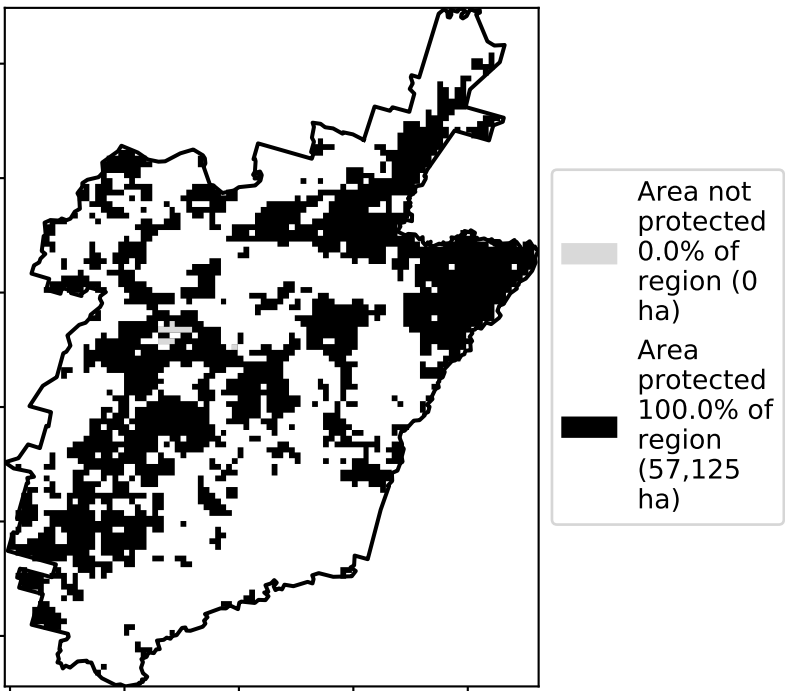 Area not
protected
0.0% of
region (0
ha)
Area
protected
100.0% of
region
(57,125
ha)